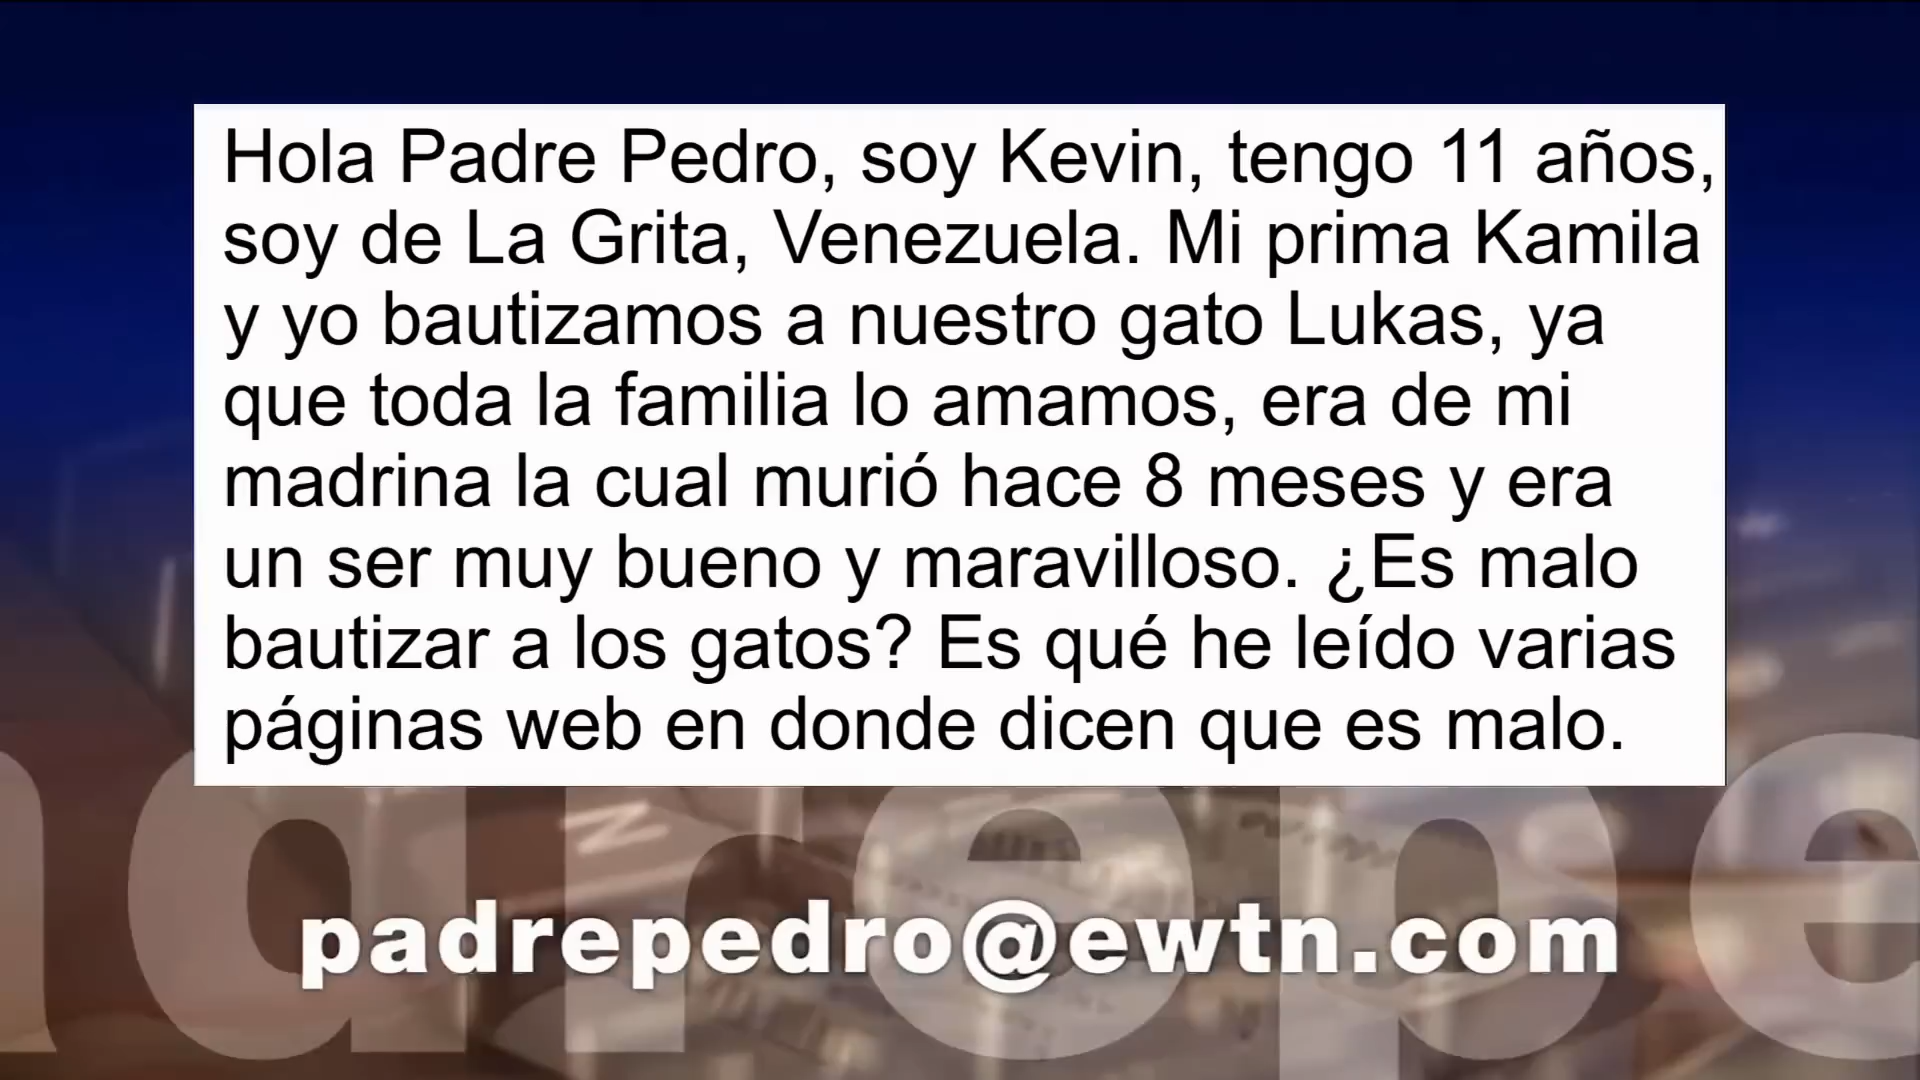 Hola Padre Pedro, soy Kevin, tengo 11 años,
soy de La Grita, Venezuela. Mi prima Kamila
y yo bautizamos a nuestro gato Lukas, ya
que toda la familia lo amamos, era de mi
madrina la cual murió hace 8 meses y era
un ser muy bueno y maravilloso. ¿Es malo
bautizar a los gatos? Es qué he leído varias
páginas web en donde dicen que es malo.
padrepedro@ewtn.com